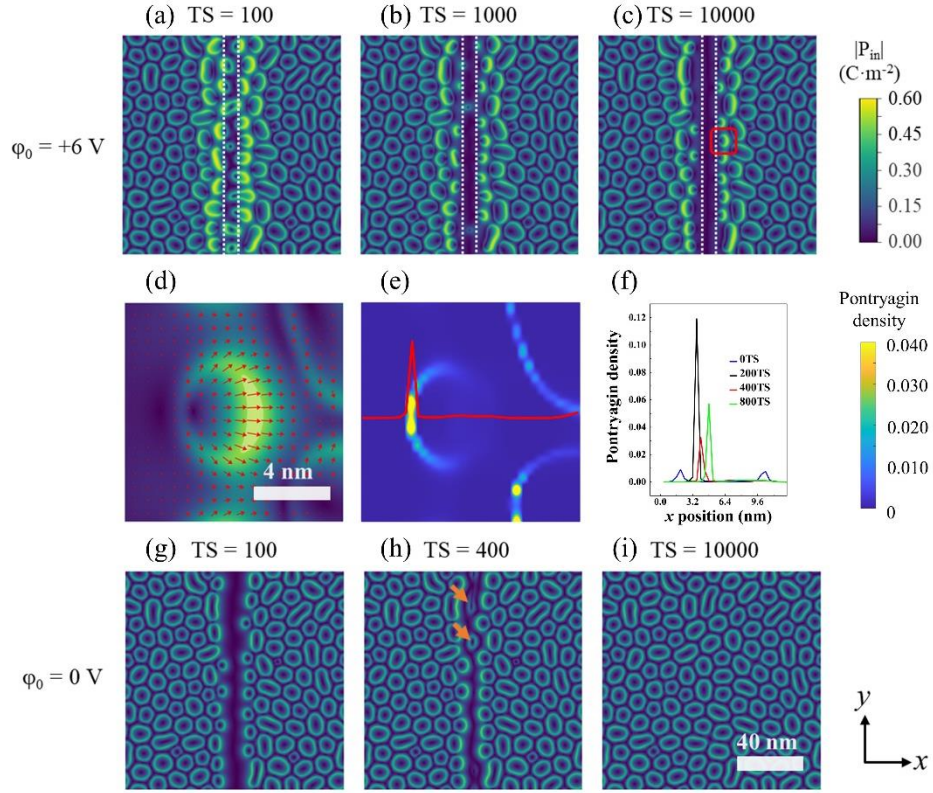 (a) TS = 100
(b) TS = 1000
(c) TS = 10000
|P_in|
(C·m⁻²)
φ₀ = +6 V
0.60
0.45
0.30
0.15
0.00
(d)
(e)
(f)
4 nm
Pontryagin density
0.12
0.10
0.08
0.06
0.04
0.02
0.00
0TS
200TS
400TS
800TS
0.0 3.2 6.4 9.6
x position (nm)
Pontryagin
density
0.040
0.030
0.020
0.010
0
(g) TS = 100
(h) TS = 400
(i) TS = 10000
φ₀ = 0 V
40 nm
y
x